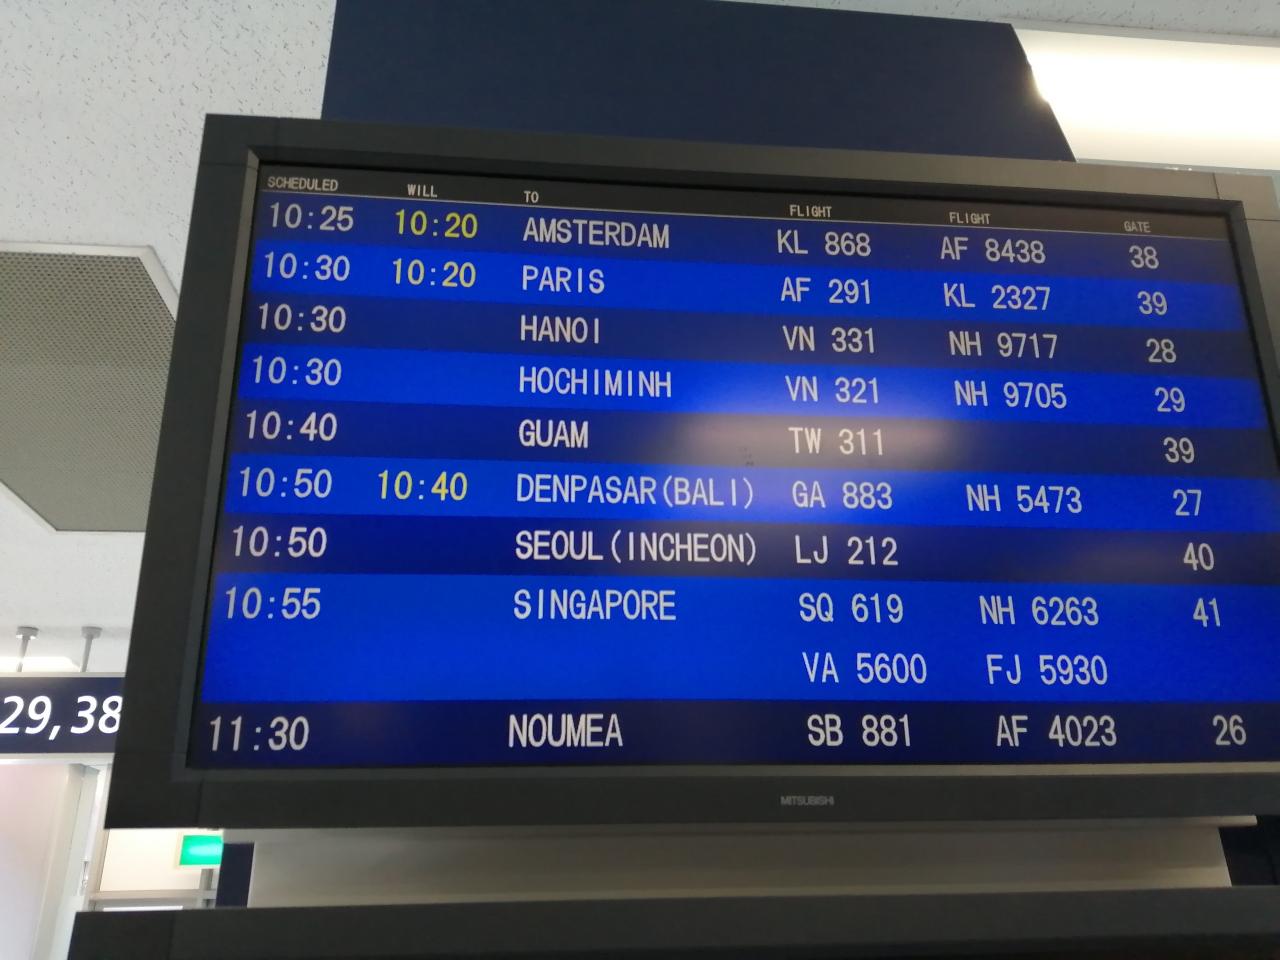 SCHEDULED WILL TO FLIGHT FLIGHT GATE
10:25 10:20 AMSTERDAM KL 868 AF 8438 38
10:30 10:20 PARIS AF 291 KL 2327 39
10:30 HANOI VN 331 NH 9717 28
10:30 HOCHIMINH VN 321 NH 9705 29
10:40 GUAM TW 311 39
10:50 10:40 DENPASAR(BALI) GA 883 NH 5473 27
10:50 SEOUL(INCHEON) LJ 212 40
10:55 SINGAPORE SQ 619 NH 6263 41
VA 5600 FJ 5930
11:30 NOUMEA SB 881 AF 4023 26
MITSUBISHI
29,38